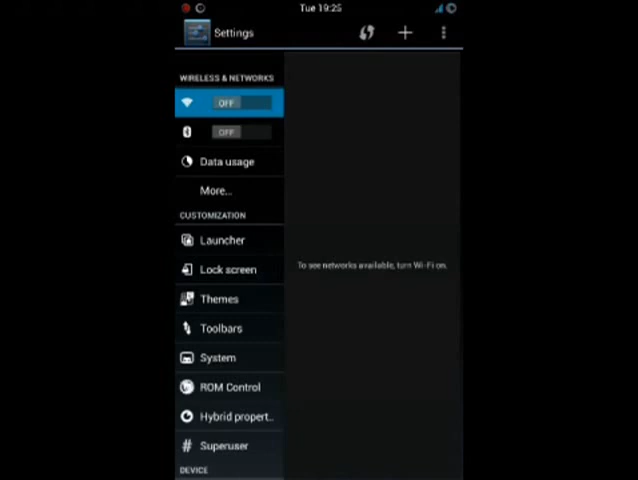 Tue 19:25
Settings
WIRELESS & NETWORKS
OFF
OFF
Data usage
More...
CUSTOMIZATION
Launcher
Lock screen
To see networks available, turn Wi-Fi on.
Themes
Toolbars
System
ROM Control
Hybrid propert..
# Superuser
DEVICE